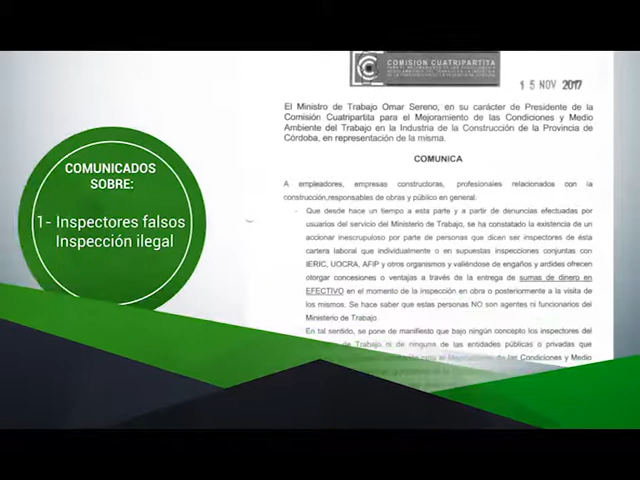 COMUNICADOS
SOBRE:
1- Inspectores falsos
Inspección ilegal
COMISION CUATRIPARTITA
15 NOV 2017
El Ministro de Trabajo Omar Sereno, en su carácter de Presidente de la
Comisión Cuatripartita para el Mejoramiento de las Condiciones y Medio
Ambiente del Trabajo en la Industria de la Construcción de la Provincia de
Córdoba, en representación de la misma.
COMUNICA
A empleadores, empresas constructoras, profesionales relacionados con la
construcción,responsables de obras y público en general:
- Que desde hace un tiempo a esta parte y a partir de denuncias efectuadas por
usuarios del servicio del Ministerio de Trabajo, se ha constatado la existencia de un
accionar inescrupuloso por parte de personas que dicen ser inspectores de ésta
cartera laboral que individualmente o en supuestas inspecciones conjuntas con
IERIC, UOCRA, AFIP y otros organismos y valiéndose de engaños y ardides ofrecen
otorgar concesiones o ventajas a través de la entrega de sumas de dinero en
EFECTIVO en el momento de la inspección en obra o posteriormente a la visita de
los mismos. Se hace saber que estas personas NO son agentes ni funcionarios del
Ministerio de Trabajo.
En tal sentido, se pone de manifiesto que bajo ningún concepto los inspectores del
de Trabajo ni de ninguna de las entidades públicas o privadas que
para el Mejoramiento de las Condiciones y Medio